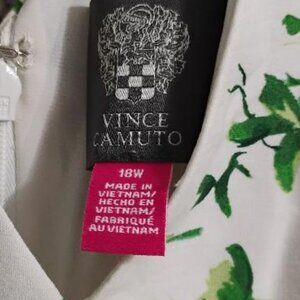 VINCE
CAMUTO
18W
MADE IN
VIETNAM/
HECHO EN
VIETNAM/
FABRIQUÉ
AU VIETNAM